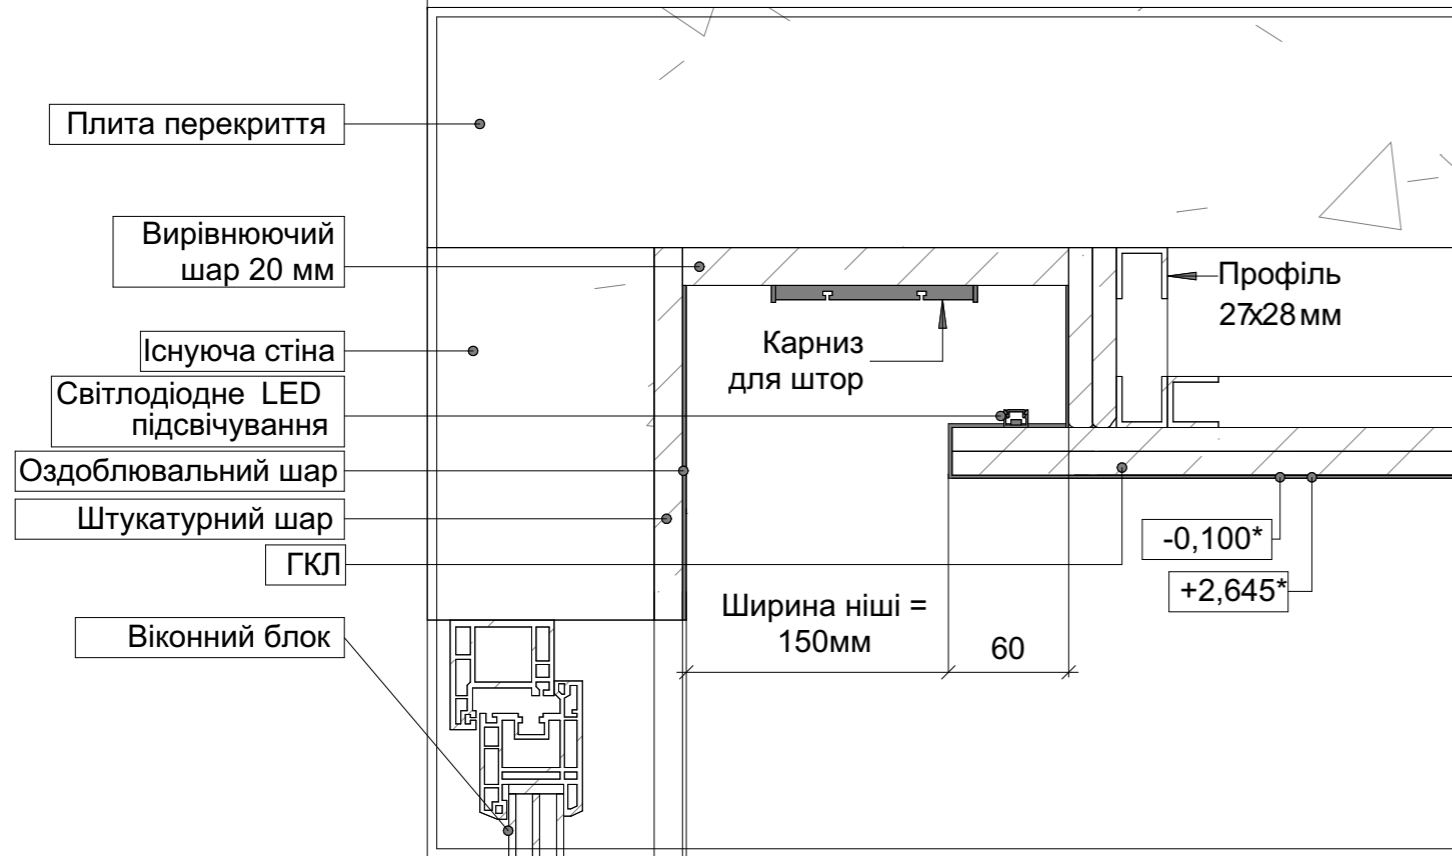 Плита перекриття
Вирівнюючий
шар 20 мм
Профіль
27х28 мм
Існуюча стіна
Карниз
для штор
Світлодіодне LED
підсвічування
Оздоблювальний шар
Штукатурний шар
-0,100*
ГКЛ
+2,645*
Ширина ніші =
150мм
60
Віконний блок